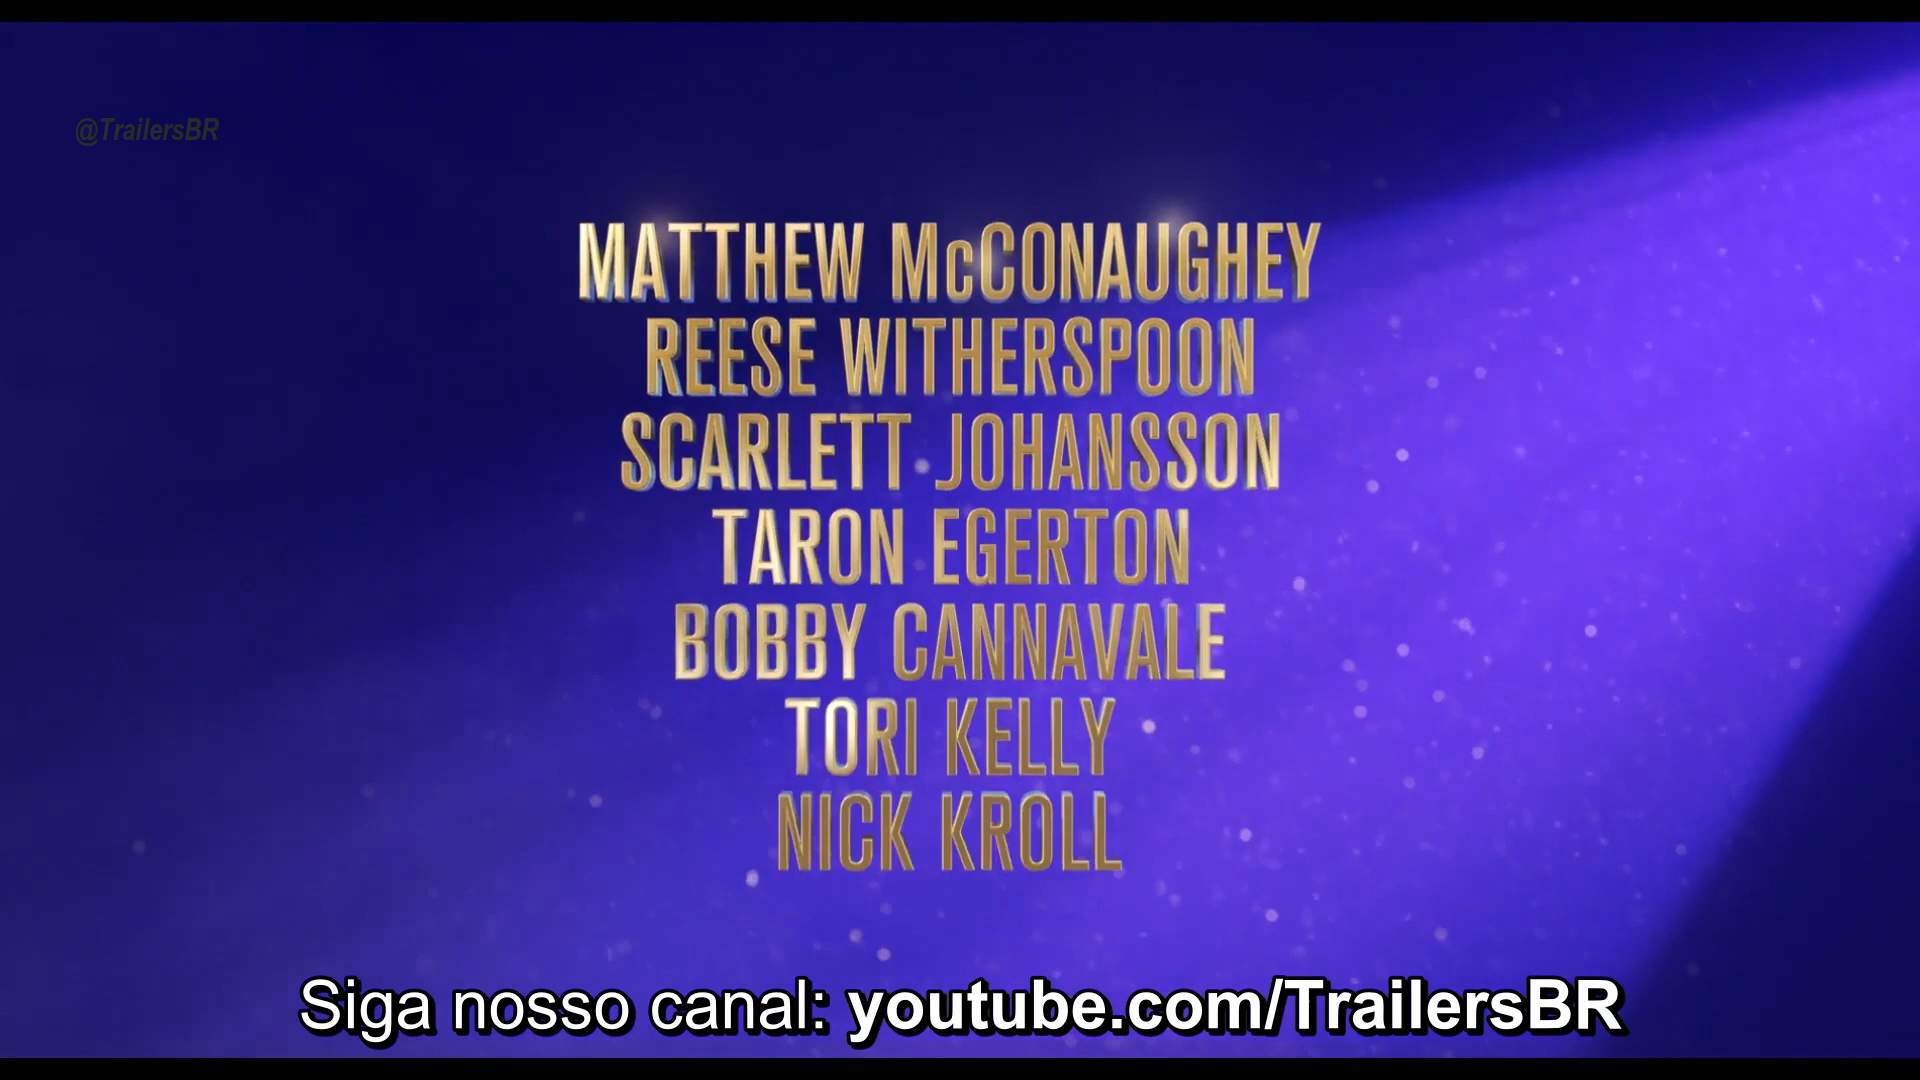 @TrailersBR
MATTHEW McCONAUGHEY
REESE WITHERSPOON
SCARLETT JOHANSSON
TARON EGERTON
BOBBY CANNAVALE
TORI KELLY
NICK KROLL
Siga nosso canal: youtube.com/TrailersBR